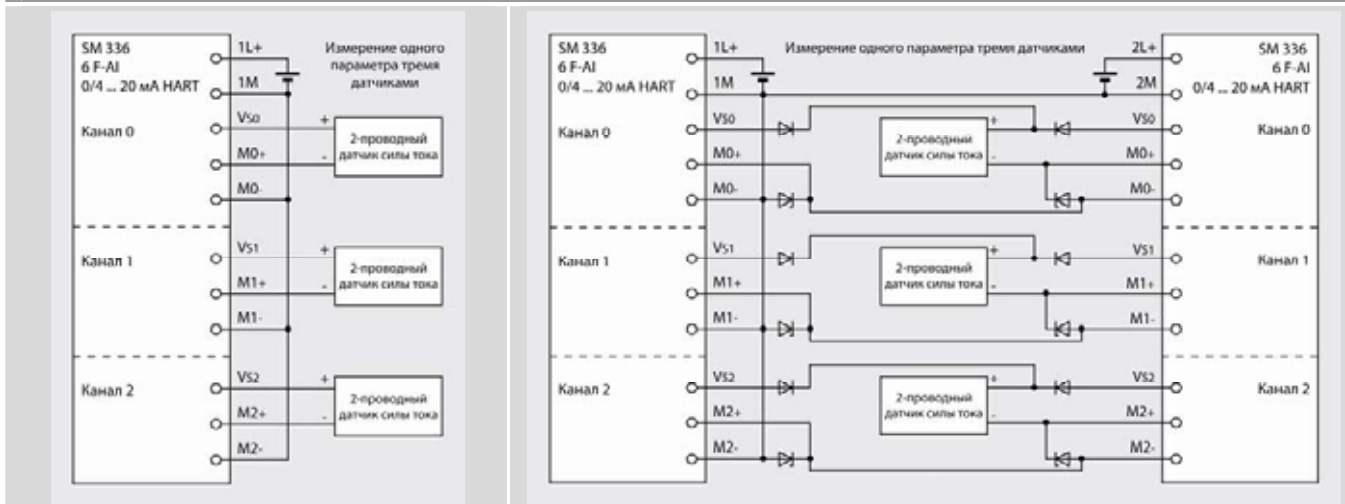 SM 336
6 F-AI
0/4 ... 20 мА HART
1L+
1M
Измерение одного
параметра тремя
датчиками
Канал 0
VS0
M0+
M0-
+
-
2-проводный
датчик силы тока
Канал 1
VS1
M1+
M1-
+
-
2-проводный
датчик силы тока
Канал 2
VS2
M2+
M2-
+
-
2-проводный
датчик силы тока
SM 336
6 F-AI
0/4 ... 20 мА HART
1L+
1M
Измерение одного параметра тремя датчиками
2L+
2M
SM 336
6 F-AI
0/4 ... 20 мА HART
Канал 0
VS0
M0+
M0-
+
-
2-проводный
датчик силы тока
VS0
M0+
M0-
Канал 0
Канал 1
VS1
M1+
M1-
+
-
2-проводный
датчик силы тока
VS1
M1+
M1-
Канал 1
Канал 2
VS2
M2+
M2-
+
-
2-проводный
датчик силы тока
VS2
M2+
M2-
Канал 2